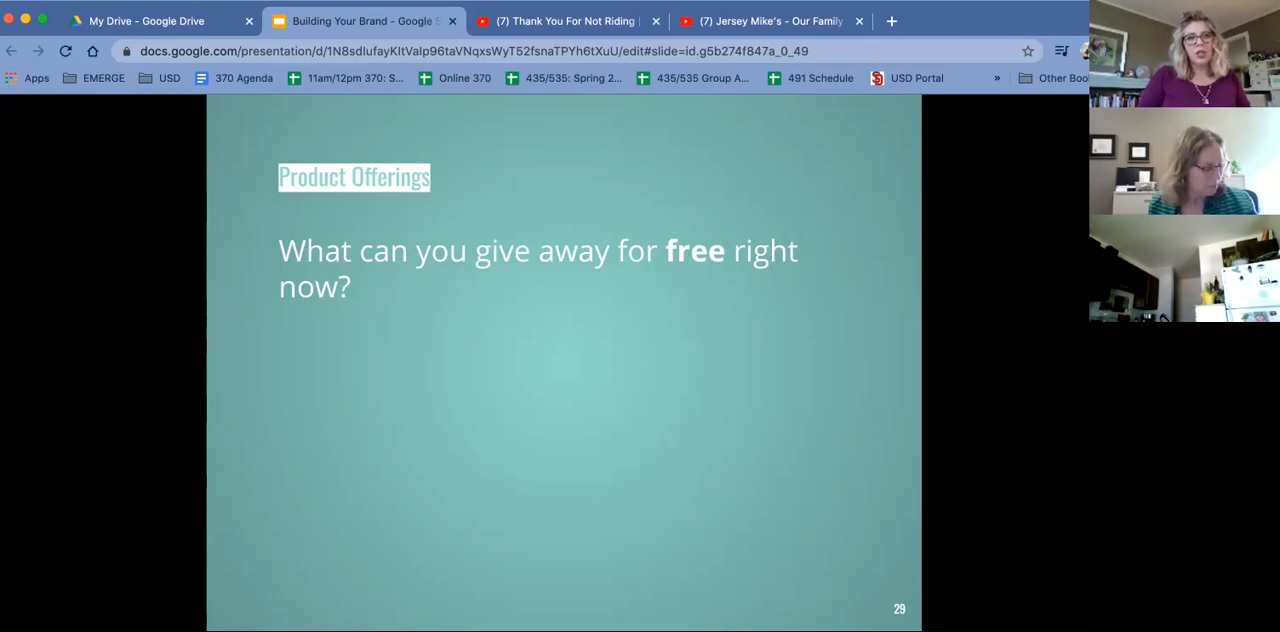 My Drive - Google Drive
Building Your Brand - Google S
(7) Thank You For Not Riding
(7) Jersey Mike's - Our Family
docs.google.com/presentation/d/1N8sdIufayKltVaIp96taVNqxsWyY52fsnaTPYh6tXuU/edit#slide=id.g5b274f847a_0_49
Apps
EMERGE
USD
370 Agenda
11am/12pm 370: S...
Online 370
435/535: Spring 2...
435/535 Group A...
491 Schedule
USD Portal
»
Other Boo
Product Offerings
What can you give away for free right
now?
29